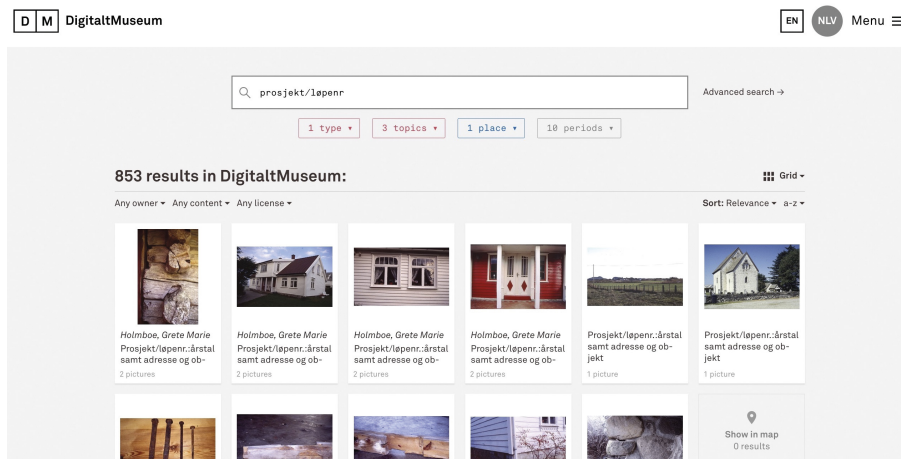 D M DigitaltMuseum
EN NLV Menu
prosjekt/løpenr
Advanced search →
1 type ▾ 3 topics ▾ 1 place ▾ 10 periods ▾
853 results in DigitaltMuseum:
Grid ▾
Any owner ▾ Any content ▾ Any license ▾
Sort: Relevance ▾ a-z ▾
Holmboe, Grete Marie
Prosjekt/løpenr.:årstal
samt adresse og ob-
2 pictures
Holmboe, Grete Marie
Prosjekt/løpenr.:årstal
samt adresse og ob-
2 pictures
Holmboe, Grete Marie
Prosjekt/løpenr.:årstal
samt adresse og ob-
2 pictures
Holmboe, Grete Marie
Prosjekt/løpenr.:årstal
samt adresse og ob-
2 pictures
Prosjekt/løpenr.:årstal
samt adresse og ob-
jekt
1 picture
Prosjekt/løpenr.:årstal
samt adresse og ob-
jekt
1 picture
Show in map
0 results